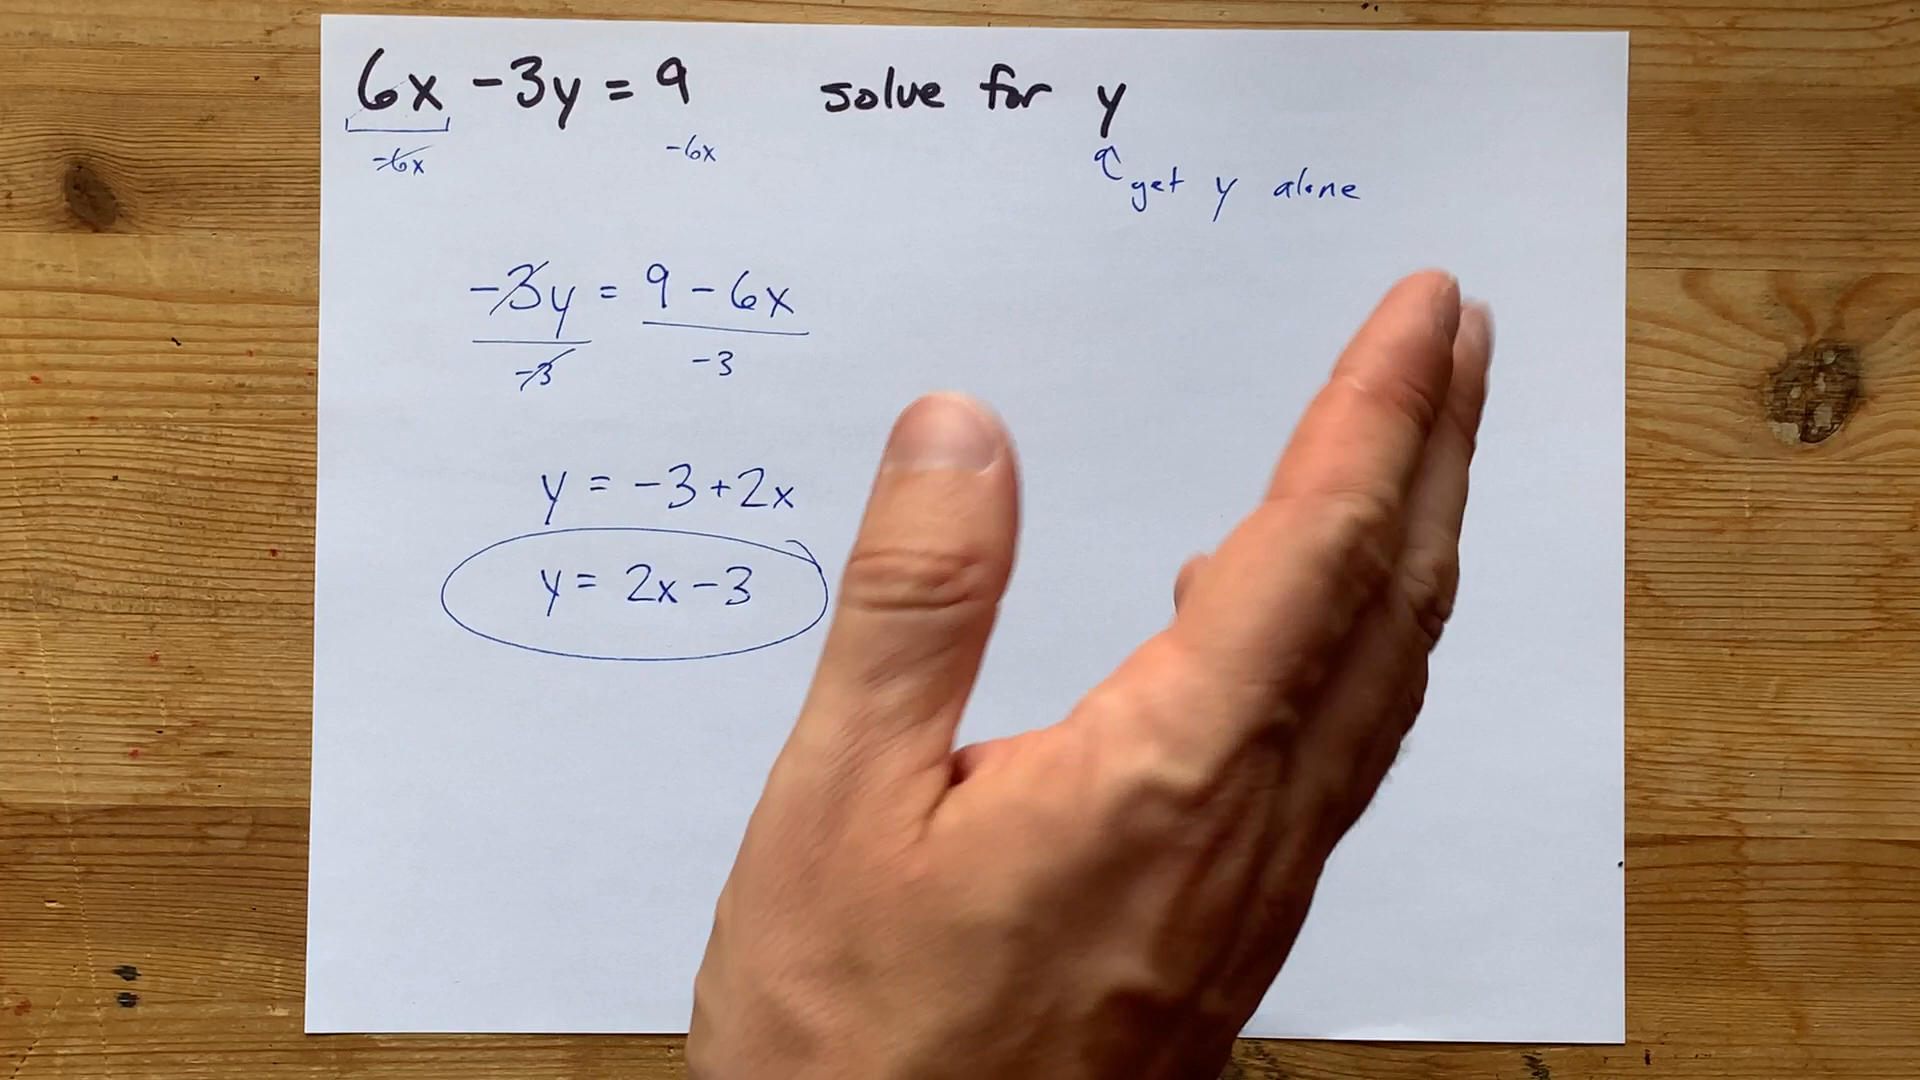 6x -3y = 9 solve for y
-6x -6x
get y alone
-3y = 9 - 6x
-3 -3
y = -3+2x
y = 2x -3